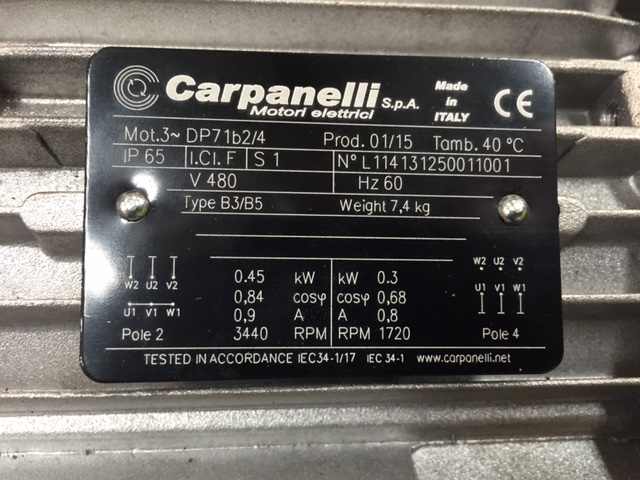 Carpanelli S.p.A.
Motori elettrici
Made in ITALY
CE
Mot.3~ DP71b2/4 Prod. 01/15 Tamb. 40 °C
IP 65 I.Cl. F S 1 N° L114131250011001
V 480 Hz 60
Type B3/B5 Weight 7,4 kg
W2 U2 V2 0.45 kW kW 0.3 W2 U2 V2
0,84 cosφ cosφ 0,68
U1 V1 W1 0,9 A A 0,8 U1 V1 W1
Pole 2 3440 RPM RPM 1720 Pole 4
TESTED IN ACCORDANCE IEC34-1/17 IEC 34-1 www.carpanelli.net